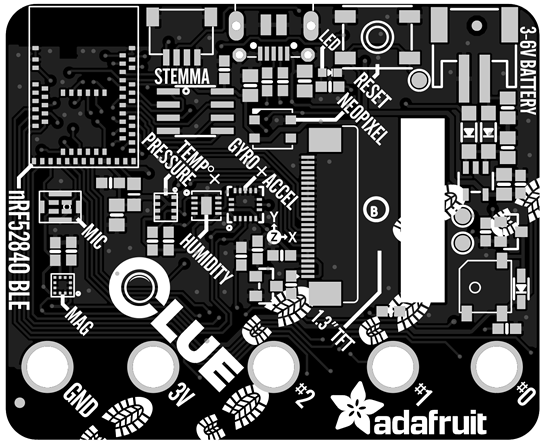 LED
STEMMA
RESET
3-6V BATTERY
NEOPIXEL
TEMP°+
PRESSURE
GYRO+ACCEL
nRF52840 BLE
MIC
HUMIDITY
Y
Z
X
B
MAG
CLUE
1.3" TFT
GND
3V
#2
#1
#0
adafruit